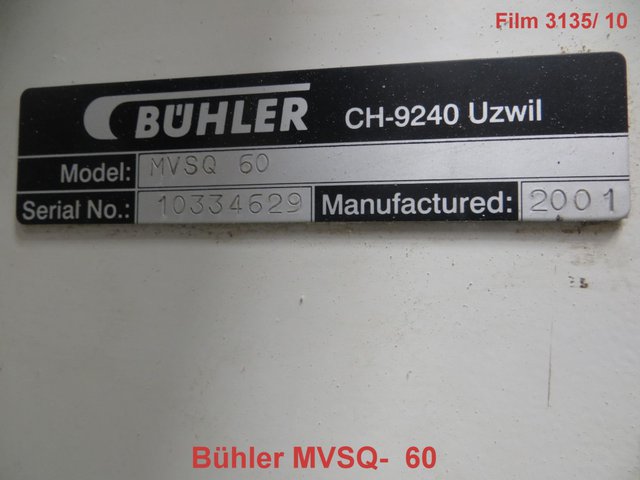 Film 3135/ 10
BÜHLER CH-9240 Uzwil
Model: MVSQ 60
Serial No.: 10334629 Manufactured: 2001
Bühler MVSQ- 60